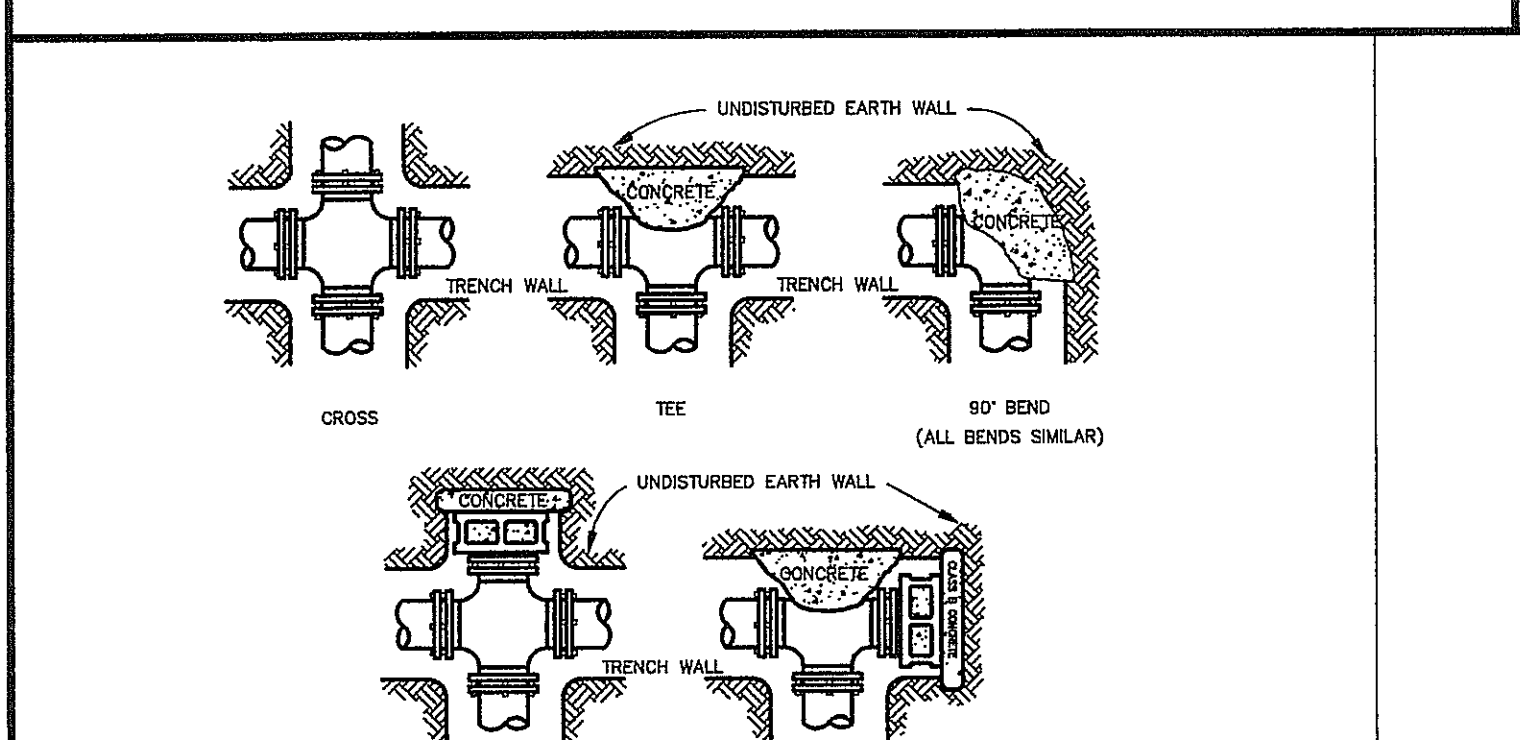 UNDISTURBED EARTH WALL
CONCRETE
CONCRETE
TRENCH WALL
TRENCH WALL
CROSS
TEE
90° BEND
(ALL BENDS SIMILAR)
UNDISTURBED EARTH WALL
CONCRETE
CONCRETE
CLASS B CONCRETE
TRENCH WALL